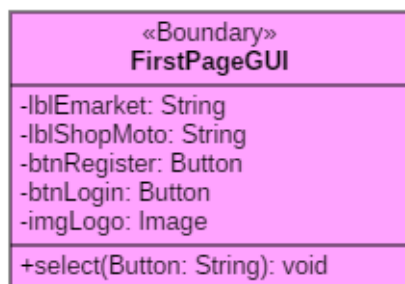 «Boundary»
FirstPageGUI
-lblEmarket: String
-lblShopMoto: String
-btnRegister: Button
-btnLogin: Button
-imgLogo: Image
+select(Button: String): void